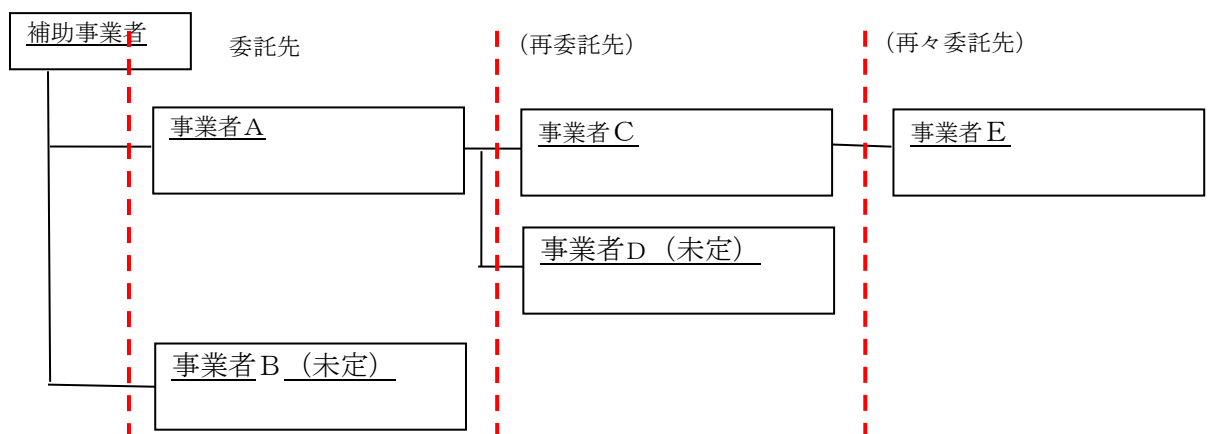 補助事業者
委託先
（再委託先）
（再々委託先）
事業者A
事業者C
事業者E
事業者D（未定）
事業者B（未定）